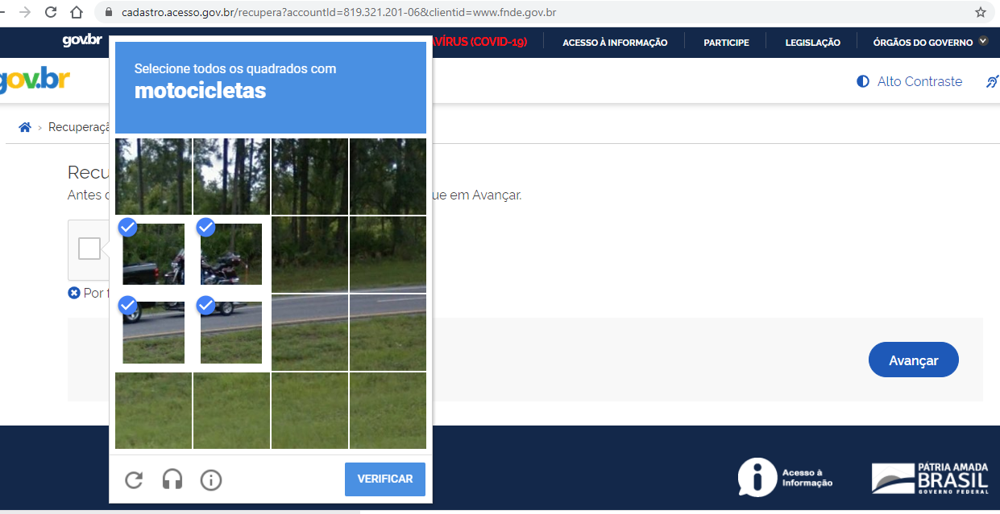 cadastro.acesso.gov.br/recupera?accountId=819.321.201-06&clientid=www.fnde.gov.br
gov.br
AVÍRUS (COVID-19)
ACESSO À INFORMAÇÃO
PARTICIPE
LEGISLAÇÃO
ÓRGÃOS DO GOVERNO
gov.br
Alto Contraste
Selecione todos os quadrados com
motocicletas
Recuperaçã
Recu
Antes
ue em Avançar.
Por
Avançar
VERIFICAR
Acesso à
Informação
PÁTRIA AMADA
BRASIL
GOVERNO FEDERAL